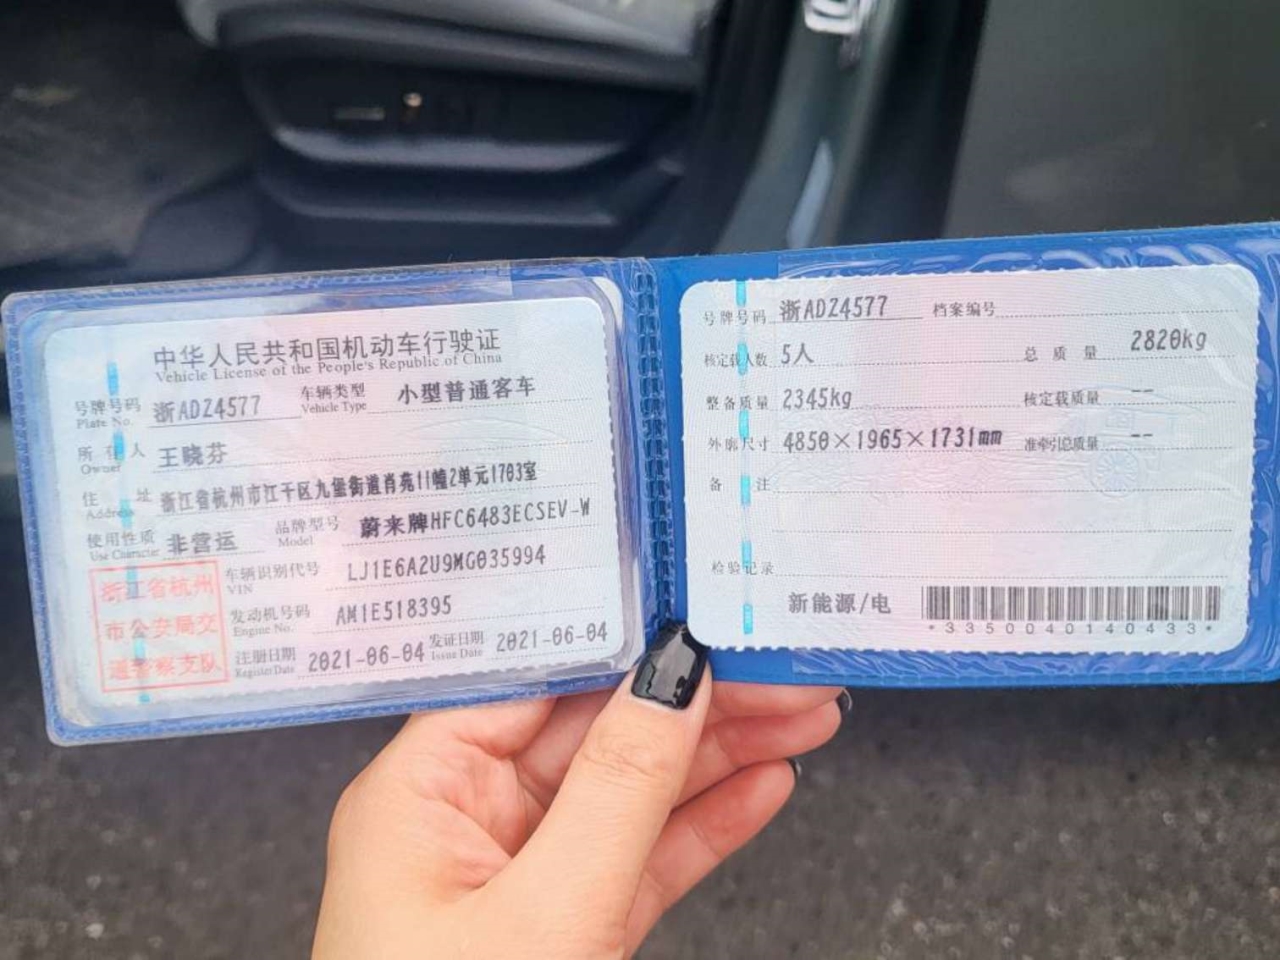 中华人民共和国机动车行驶证
Vehicle License of the People's Republic of China
号牌号码 浙ADZ4577 车辆类型 小型普通客车
Plate No. Vehicle Type
所有人 王晓芬
Owner
住址 浙江省杭州市江干区九堡街道肖苑11幢2单元1703室
Address
使用性质 非营运 品牌型号 蔚来牌HFC6483ECSEV-W
Use Character Model
浙江省杭州
市公安局交
通警察支队
车辆识别代号 LJ1E6A2U9MG035994
VIN
发动机号码 AM1E518395
Engine No.
注册日期 2021-06-04 发证日期 2021-06-04
Register Date Issue Date
号牌号码 浙ADZ4577 档案编号
核定载人数 5人 总质量 2820kg
整备质量 2345kg 核定载质量 --
外廓尺寸 4850×1965×1731mm 准牵引总质量 --
备注
检验记录
新能源/电
*3350040140433*